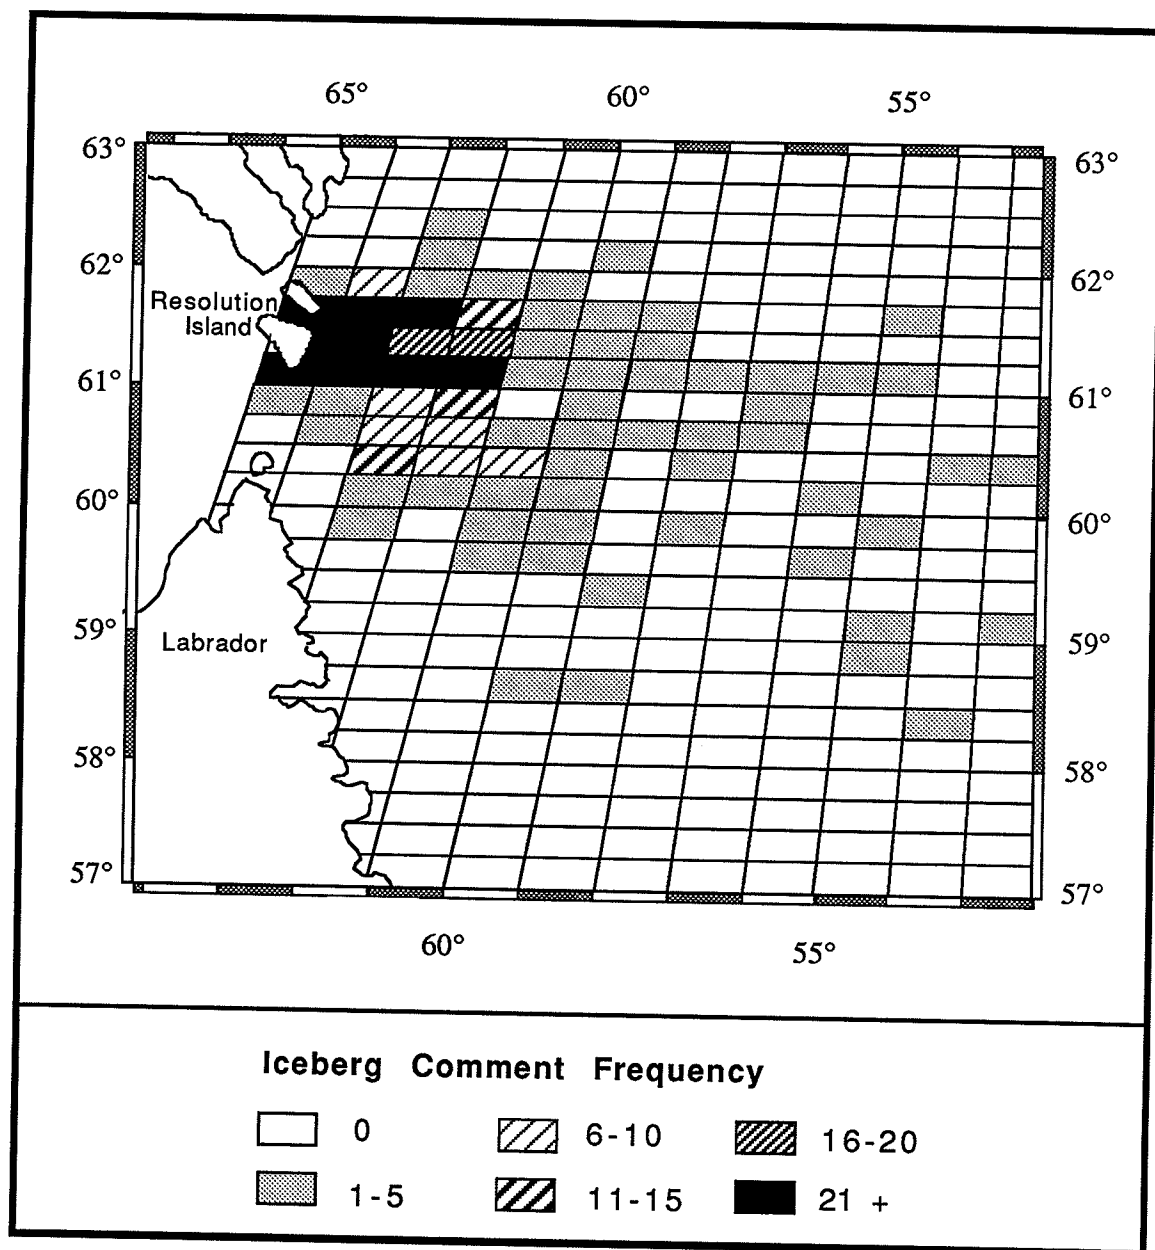 65° 60° 55°
63° 63°
62° 62°
Resolution
Island
61° 61°
60° 60°
59° 59°
Labrador
58° 58°
57° 57°
60° 55°
Iceberg Comment Frequency
0 6-10 16-20
1-5 11-15 21 +